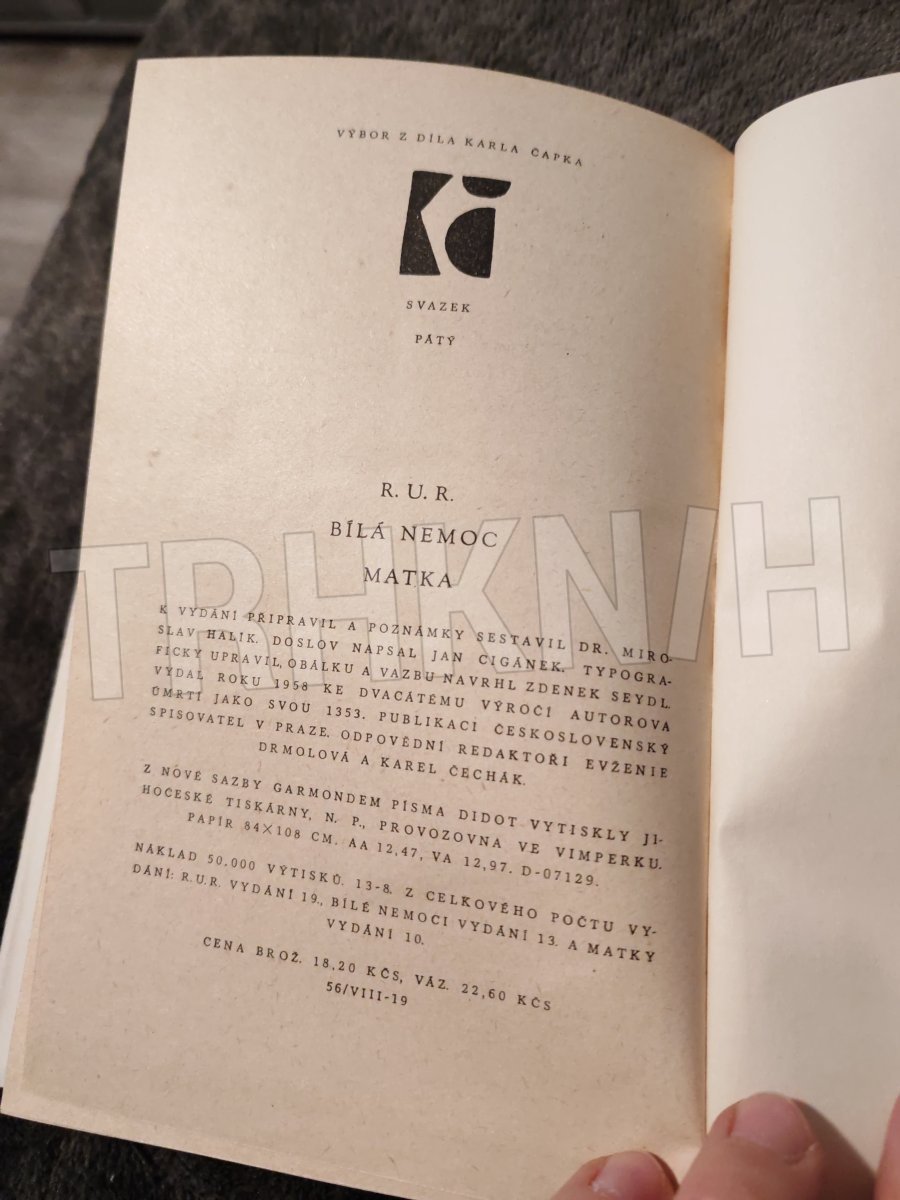 VÝBOR Z DÍLA KARLA ČAPKA
KČ
SVAZEK
PÁTÝ
R. U. R.
BÍLÁ NEMOC
MATKA
K VYDÁNÍ PŘIPRAVIL A POZNÁMKY SESTAVIL DR. MIRO-
SLAV HALÍK. DOSLOV NAPSAL JAN CIGÁNEK. TYPOGRA-
FICKY UPRAVIL, OBÁLKU A VAZBU NAVRHL ZDENEK SEYDL.
VYDAL ROKU 1958 KE DVACÁTÉMU VÝROČÍ AUTOROVA
ÚMRTÍ JAKO SVOU 1353. PUBLIKACI ČESKOSLOVENSKÝ
SPISOVATEL V PRAZE. ODPOVĚDNÍ REDAKTOŘI EVŽENIE
DRMOLOVÁ A KAREL ČECHÁK.
Z NOVÉ SAZBY GARMONDEM PÍSMA DIDOT VYTISKLY JI-
HOČESKÉ TISKÁRNY, N. P., PROVOZOVNA VE VIMPERKU.
PAPÍR 84×108 CM. AA 12,47, VA 12,97. D-07129.
NÁKLAD 50.000 VÝTISKŮ. 13-8. Z CELKOVÉHO POČTU VY-
DÁNÍ: R.U.R. VYDÁNÍ 19., BÍLÉ NEMOCI VYDÁNÍ 13. A MATKY
VYDÁNÍ 10.
CENA BROŽ. 18,20 KČS, VÁZ. 22,60 KČS
56/VIII-19
TRHKNIH